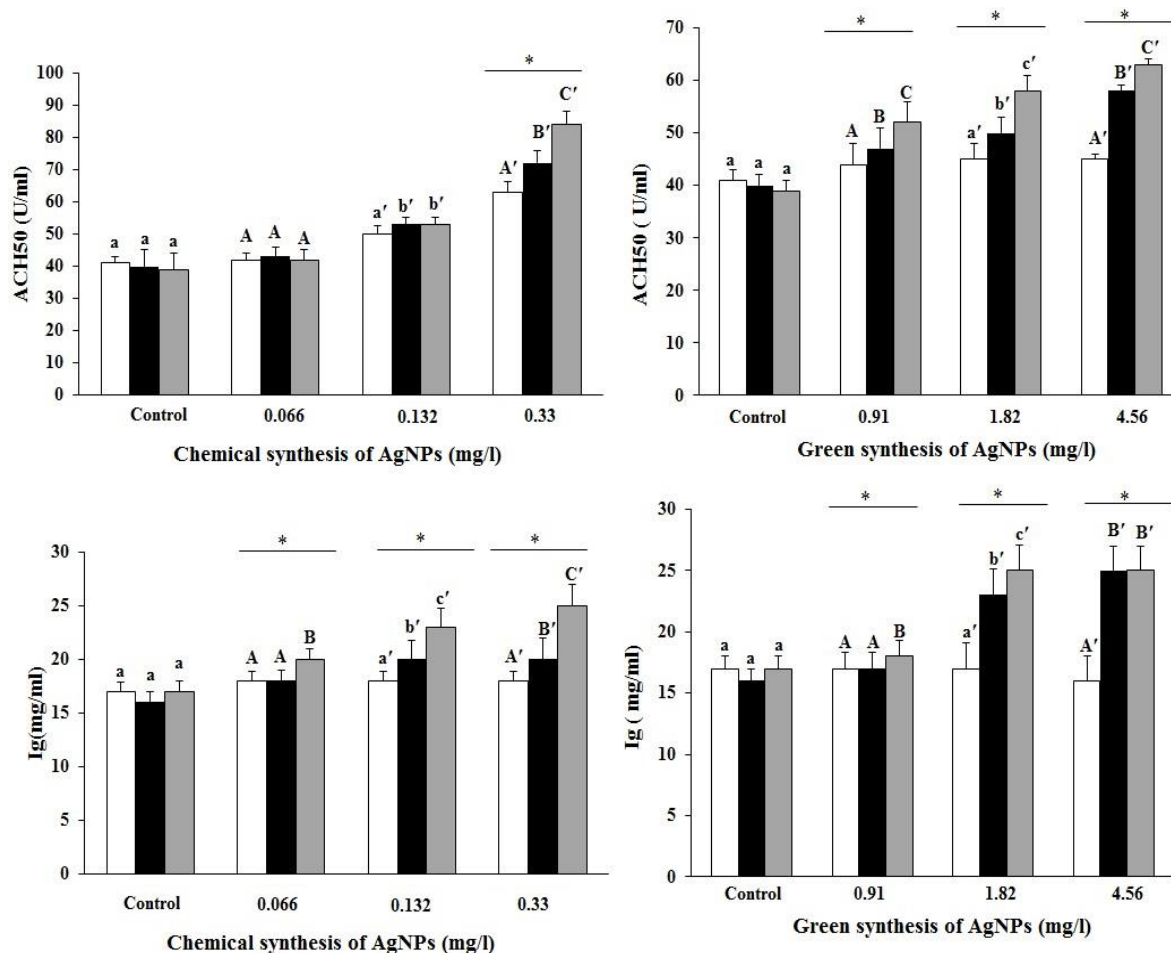 *
100
90
80
70
60
50
40
30
20
10
0
ACH50 (U/ml)
a a a
A A A
a′ b′ b′
A′ B′ C′
Control 0.066 0.132 0.33
Chemical synthesis of AgNPs (mg/l)
* * *
70
60
50
40
30
20
10
0
ACH50 ( U/ml)
a a a
A B C
a′ b′ c′
A′ B′ C′
Control 0.91 1.82 4.56
Green synthesis of AgNPs (mg/l)
* * *
30
25
20
15
10
5
0
Ig(mg/ml)
a a a
A A B
a′ b′ c′
A′ B′ C′
Control 0.066 0.132 0.33
Chemical synthesis of AgNPs (mg/l)
* * *
30
25
20
15
10
5
0
Ig ( mg/ml)
a a a
A A B
a′ b′ c′
A′ B′ B′
Control 0.91 1.82 4.56
Green synthesis of AgNPs (mg/l)